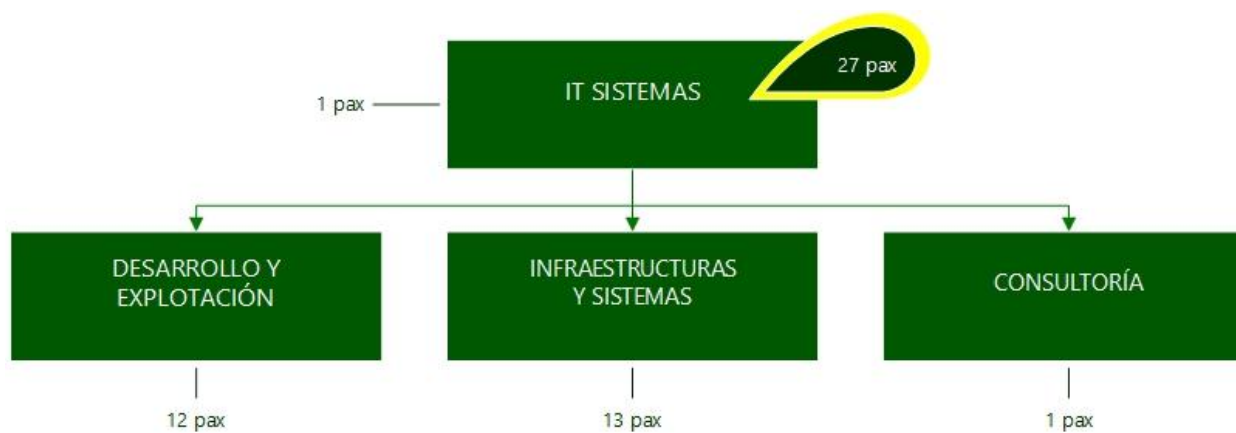 27 pax
IT SISTEMAS
1 pax
DESARROLLO Y
EXPLOTACIÓN
INFRAESTRUCTURAS
Y SISTEMAS
CONSULTORÍA
12 pax
13 pax
1 pax